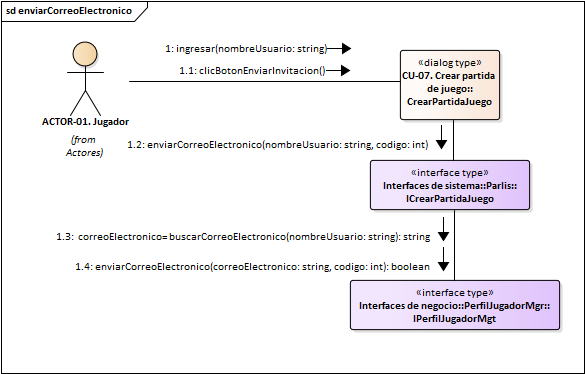 sd enviarCorreoElectronico
1: ingresar(nombreUsuario: string)
1.1: clicBotonEnviarInvitacion()
«dialog type»
CU-07. Crear partida
de juego::
CrearPartidaJuego
ACTOR-01. Jugador
(from
Actores)
1.2: enviarCorreoElectronico(nombreUsuario: string, codigo: int)
«interface type»
Interfaces de sistema::Parlis::
ICrearPartidaJuego
1.3: correoElectronico= buscarCorreoElectronico(nombreUsuario: string): string
1.4: enviarCorreoElectronico(correoElectronico: string, codigo: int): boolean
«interface type»
Interfaces de negocio::PerfilJugadorMgr::
IPerfilJugadorMgt